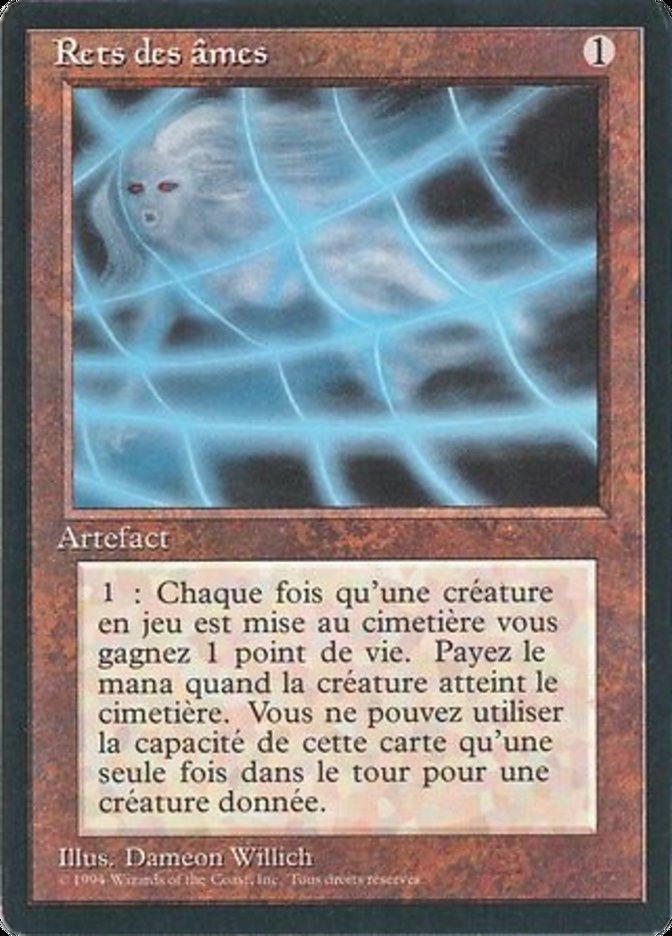 Rets des âmes 1
Artefact
1 : Chaque fois qu'une créature
en jeu est mise au cimetière vous
gagnez 1 point de vie. Payez le
mana quand la créature atteint le
cimetière. Vous ne pouvez utiliser
la capacité de cette carte qu'une
seule fois dans le tour pour une
créature donnée.
Illus. Dameon Willich
© 1994 Wizards of the Coast, Inc. Tous droits réservés